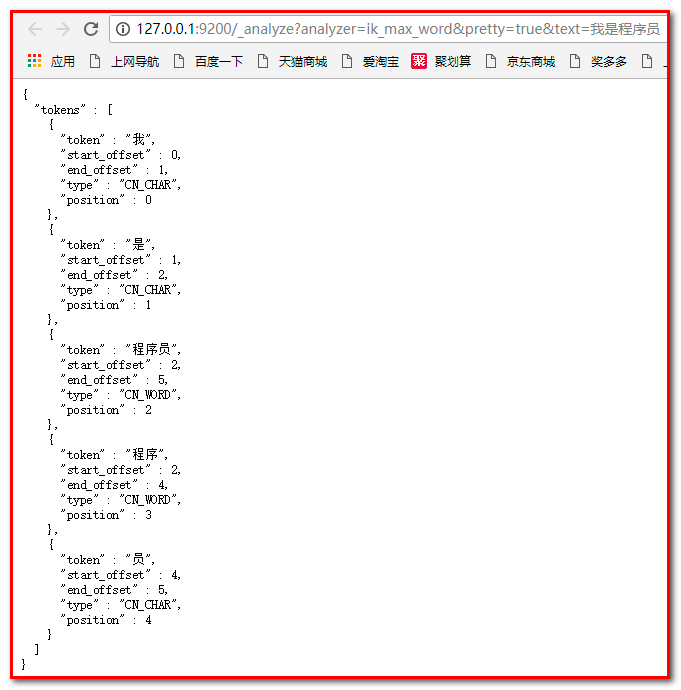 127.0.0.1:9200/_analyze?analyzer=ik_max_word&pretty=true&text=我是程序员
应用 上网导航 百度一下 天猫商城 爱淘宝 聚 聚划算 京东商城 奖多多
{
  "tokens" : [
    {
      "token" : "我",
      "start_offset" : 0,
      "end_offset" : 1,
      "type" : "CN_CHAR",
      "position" : 0
    },
    {
      "token" : "是",
      "start_offset" : 1,
      "end_offset" : 2,
      "type" : "CN_CHAR",
      "position" : 1
    },
    {
      "token" : "程序员",
      "start_offset" : 2,
      "end_offset" : 5,
      "type" : "CN_WORD",
      "position" : 2
    },
    {
      "token" : "程序",
      "start_offset" : 2,
      "end_offset" : 4,
      "type" : "CN_WORD",
      "position" : 3
    },
    {
      "token" : "员",
      "start_offset" : 4,
      "end_offset" : 5,
      "type" : "CN_CHAR",
      "position" : 4
    }
  ]
}